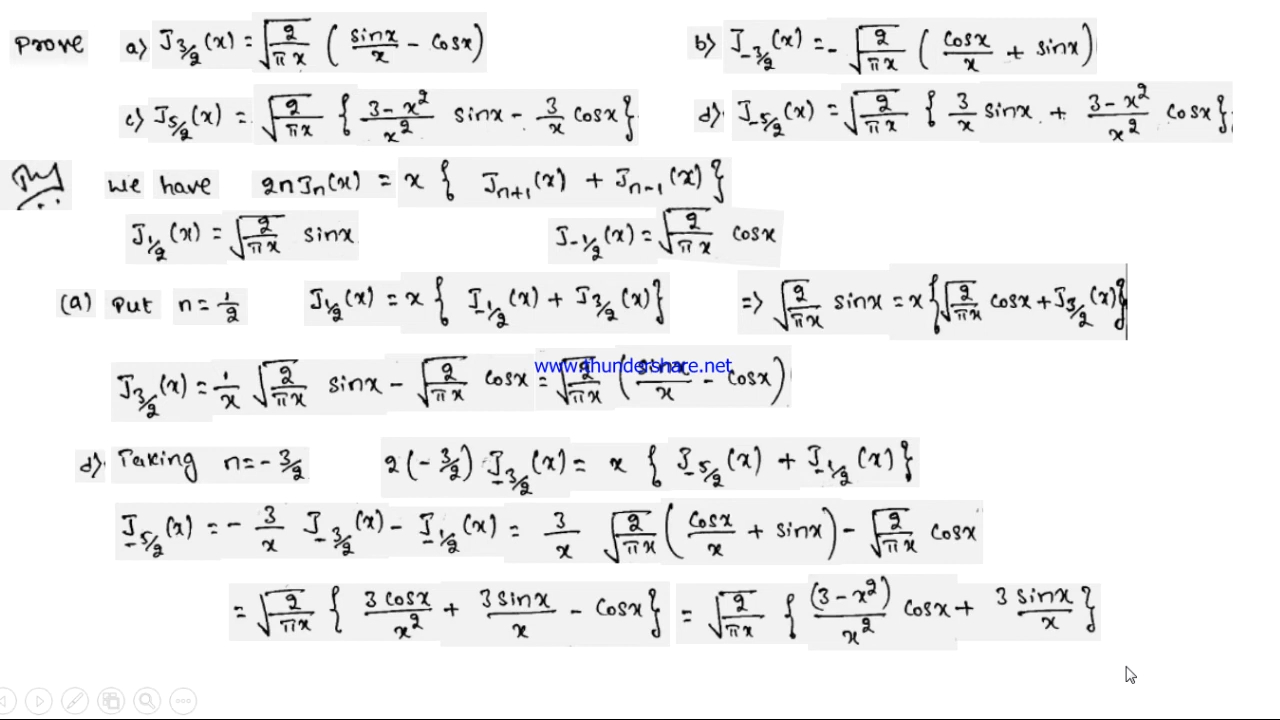 Prove a) J_{3/2}(x) = √(2/πx) ( sinx/x - cosx ) b) J_{-3/2}(x) = - √(2/πx) ( cosx/x + sinx )
c) J_{5/2}(x) = √(2/πx) { (3-x²)/x² sinx - 3/x cosx } d) J_{-5/2}(x) = √(2/πx) { 3/x sinx + (3-x²)/x² cosx }
we have 2n J_n(x) = x { J_{n+1}(x) + J_{n-1}(x) }
J_{1/2}(x) = √(2/πx) sinx J_{-1/2}(x) = √(2/πx) cosx
(a) Put n = 1/2 J_{1/2}(x) = x { J_{-1/2}(x) + J_{3/2}(x) } => √(2/πx) sinx = x { √(2/πx) cosx + J_{3/2}(x) }
www.thundershare.net
J_{3/2}(x) = 1/x √(2/πx) sinx - √(2/πx) cosx = √(2/πx) ( sinx/x - cosx )
d) Taking n = -3/2 2(-3/2) J_{-3/2}(x) = x { J_{-5/2}(x) + J_{-1/2}(x) }
J_{-5/2}(x) = - 3/x J_{-3/2}(x) - J_{-1/2}(x) = 3/x √(2/πx) ( cosx/x + sinx ) - √(2/πx) cosx
= √(2/πx) { 3cosx/x² + 3sinx/x - cosx } = √(2/πx) { (3-x²)/x² cosx + 3sinx/x }